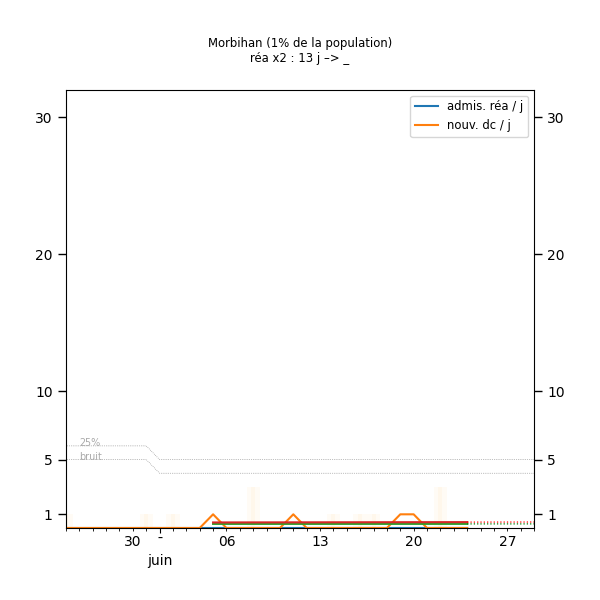 Morbihan (1% de la population)
réa x2 : 13 j –> _
admis. réa / j
nouv. dc / j
30 30
20 20
10 10
25%
5 5
bruit
1 1
30 - 06 13 20 27
juin